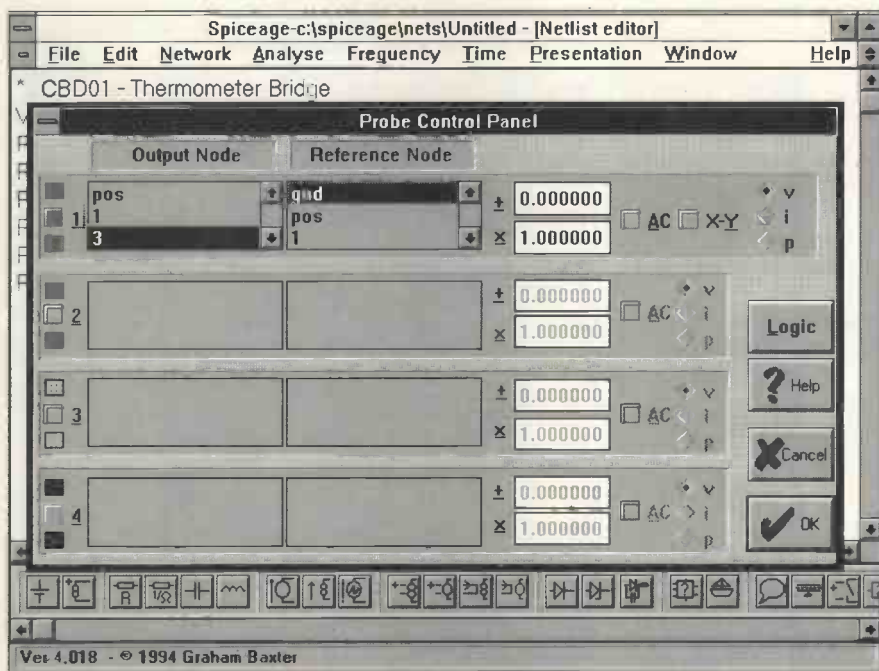 Spiceage-c:\spiceage\nets\Untitled - [Netlist editor]
File Edit Network Analyse Frequency Time Presentation Window Help
* CBD01 - Thermometer Bridge
Probe Control Panel
Output Node Reference Node
1 pos 1 3 gnd pos 1 ± 0.000000 × 1.000000 AC X-Y v i p
2 ± 0.000000 × 1.000000 AC v i p
3 ± 0.000000 × 1.000000 AC v i p
4 ± 0.000000 × 1.000000 AC v i p
Logic
? Help
Cancel
OK
R 1/R
Ver 4.018 - © 1994 Graham Baxter